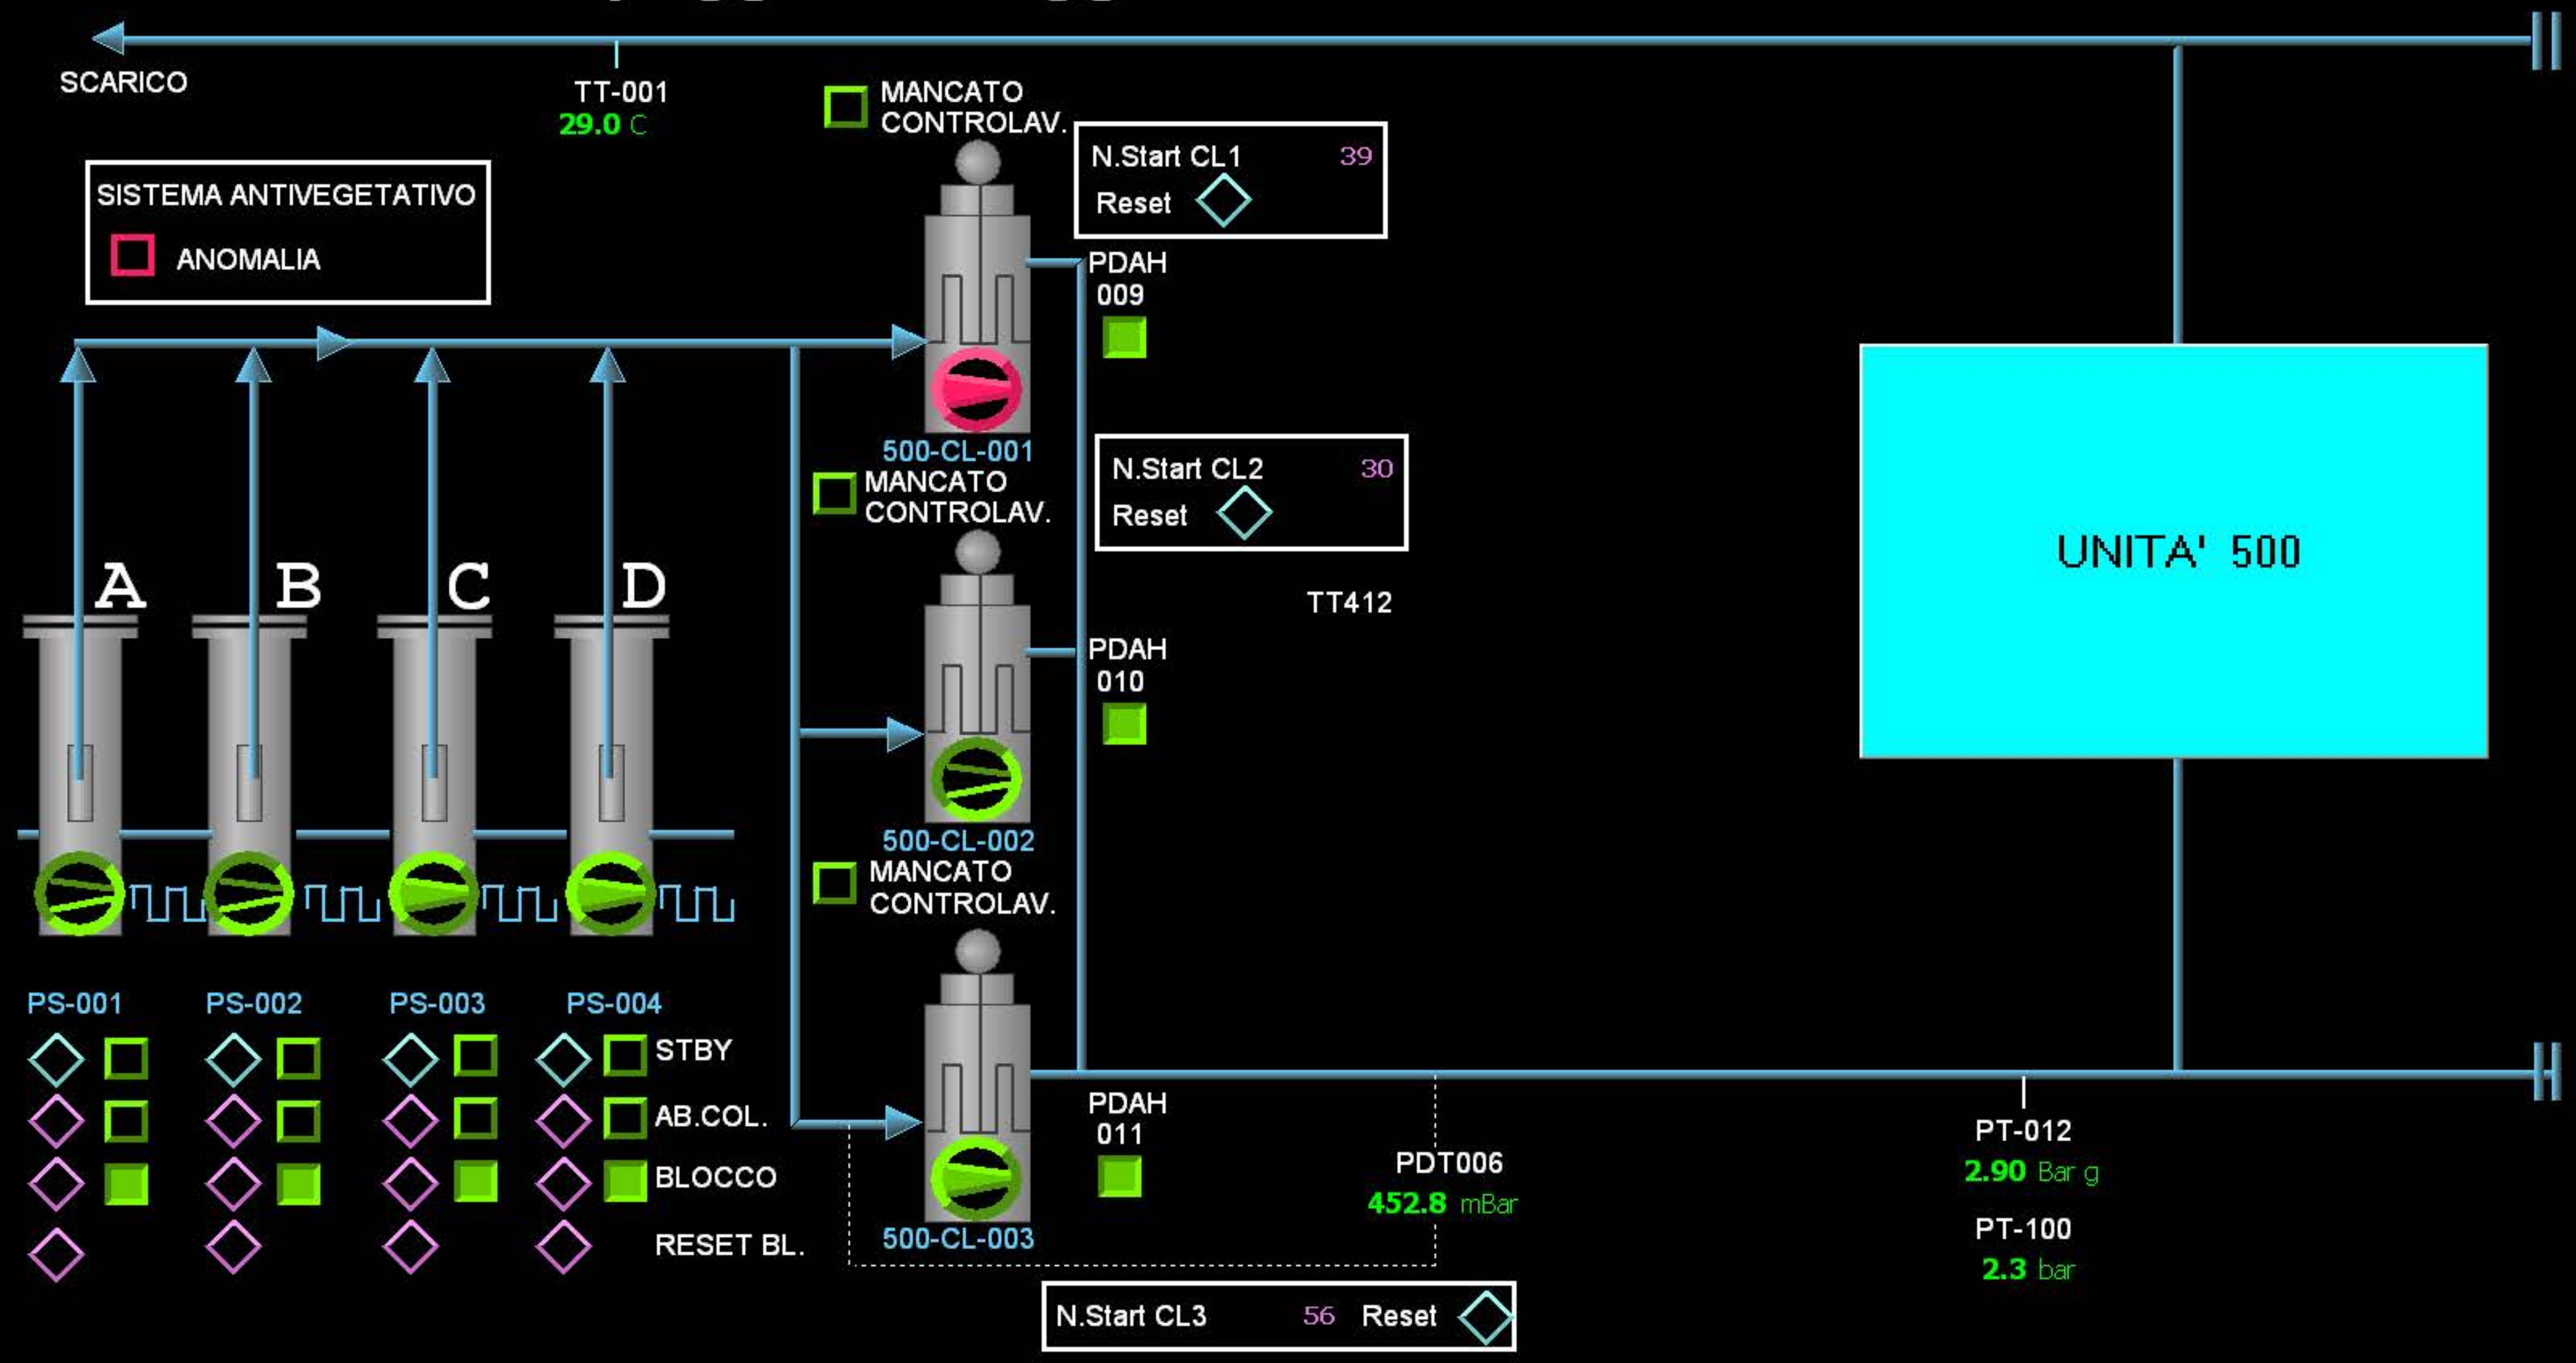 SCARICO
TT-001
29.0 C
MANCATO
CONTROLAV.
N.Start CL1 39
Reset
SISTEMA ANTIVEGETATIVO
ANOMALIA
PDAH
009
500-CL-001
MANCATO
CONTROLAV.
N.Start CL2 30
Reset
TT412
UNITA' 500
A B C D
PDAH
010
500-CL-002
MANCATO
CONTROLAV.
PS-001 PS-002 PS-003 PS-004
STBY
AB.COL.
BLOCCO
RESET BL.
PDAH
011
500-CL-003
PDT006
452.8 mBar
PT-012
2.90 Bar g
PT-100
2.3 bar
N.Start CL3 56 Reset